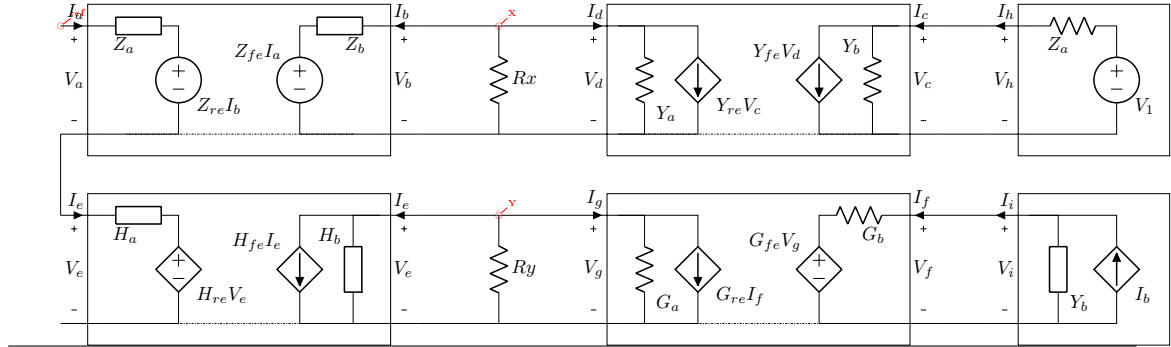 I_a I_b x I_d I_c I_h
+ Z_a Z_{fe}I_a Z_b + + Y_{fe}V_d Y_b + + Z_a
V_a Z_{re}I_b V_b Rx V_d Y_a Y_{re}V_c V_c V_h V_1
- - - - -
I_e I_e Y I_g I_f I_i
+ H_a H_{fe}I_e H_b + + G_{fe}V_g G_b + +
V_e H_{re}V_e V_e Ry V_g G_a G_{re}I_f V_f V_i Y_b I_b
- - - - -